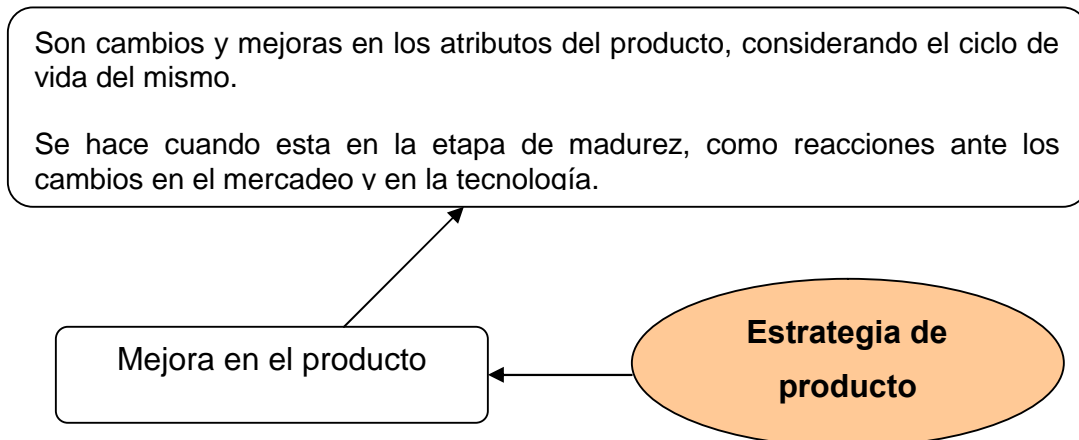 Son cambios y mejoras en los atributos del producto, considerando el ciclo de
vida del mismo.
Se hace cuando esta en la etapa de madurez, como reacciones ante los
cambios en el mercadeo y en la tecnología.
Mejora en el producto
Estrategia de
producto